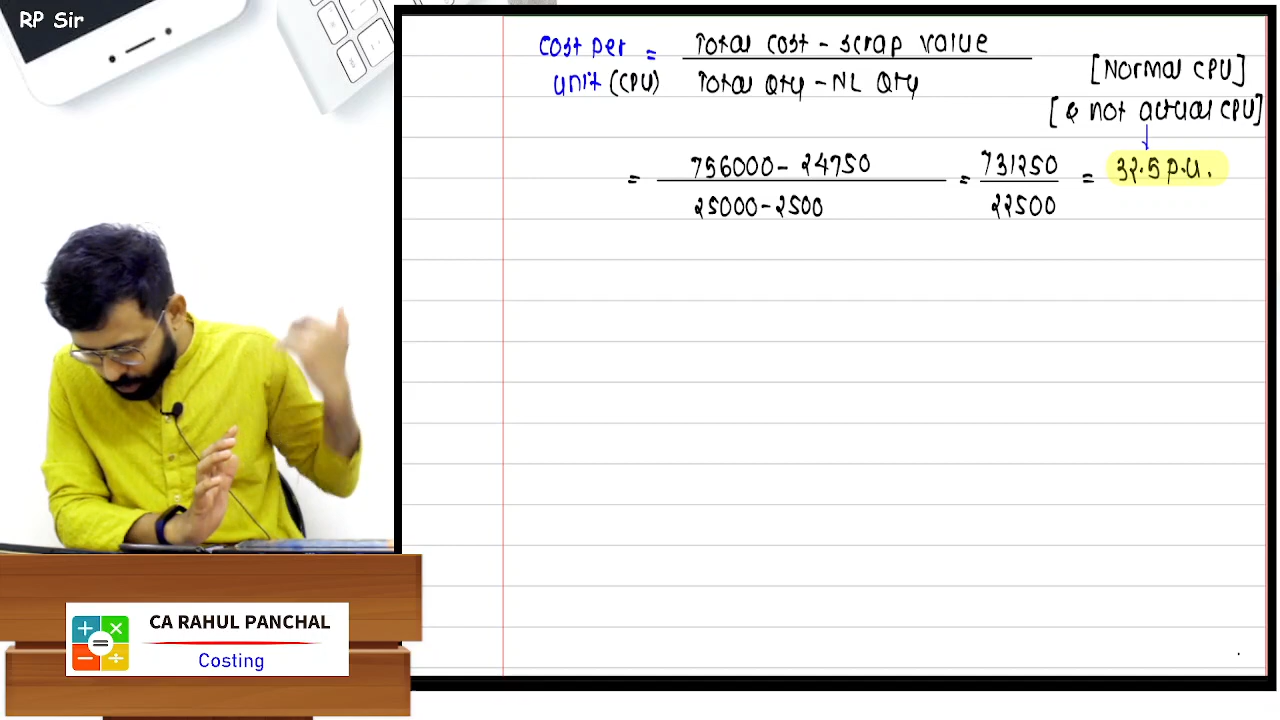 RP Sir
Cost per unit (CPU) = Total cost - scrap value
Total Qty - NL Qty
[Normal CPU]
[& not actual CPU]
= 756000 - 24750 = 731250 = 32.5 p.u.
25000 - 2500 22500
CA RAHUL PANCHAL
Costing